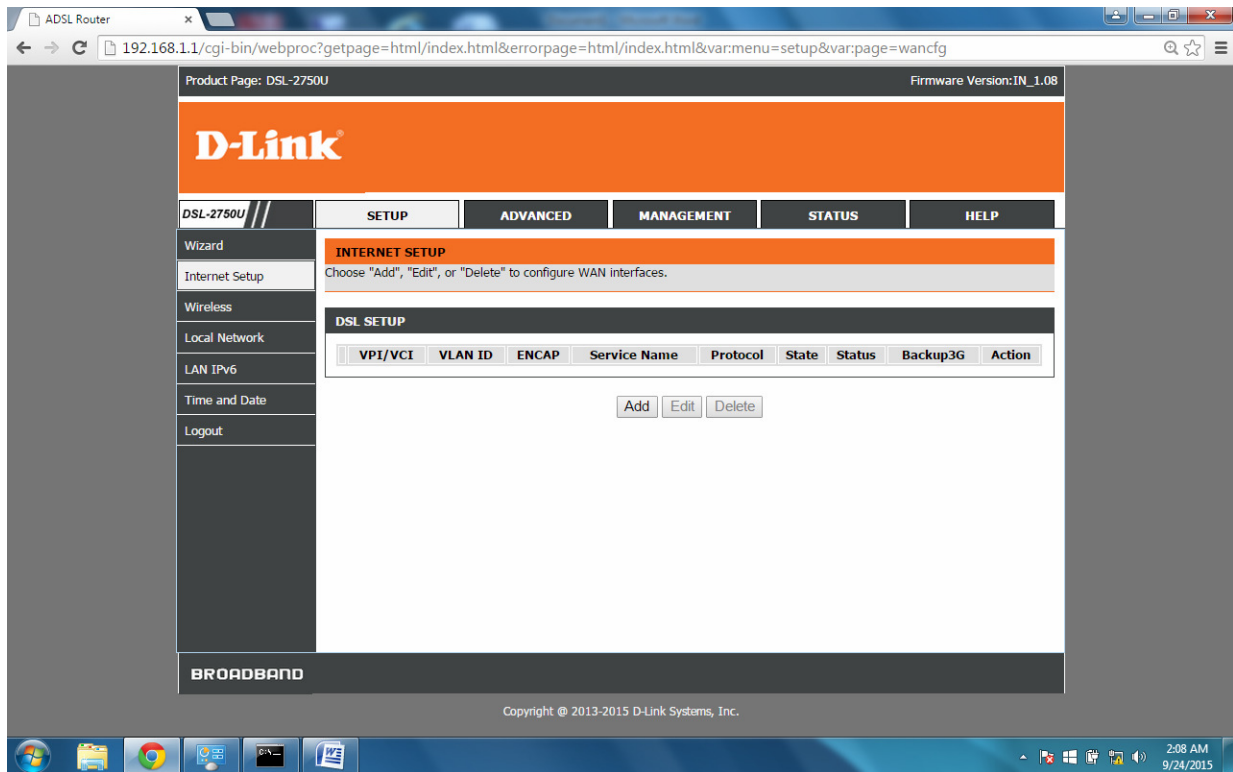 ADSL Router
192.168.1.1/cgi-bin/webproc?getpage=html/index.html&errorpage=html/index.html&var:menu=setup&var:page=wancfg
Product Page: DSL-2750U Firmware Version:IN_1.08
D-Link
DSL-2750U SETUP ADVANCED MANAGEMENT STATUS HELP
Wizard
Internet Setup
Wireless
Local Network
LAN IPv6
Time and Date
Logout
INTERNET SETUP
Choose "Add", "Edit", or "Delete" to configure WAN interfaces.
DSL SETUP
VPI/VCI VLAN ID ENCAP Service Name Protocol State Status Backup3G Action
Add Edit Delete
BROADBAND
Copyright @ 2013-2015 D-Link Systems, Inc.
2:08 AM
9/24/2015